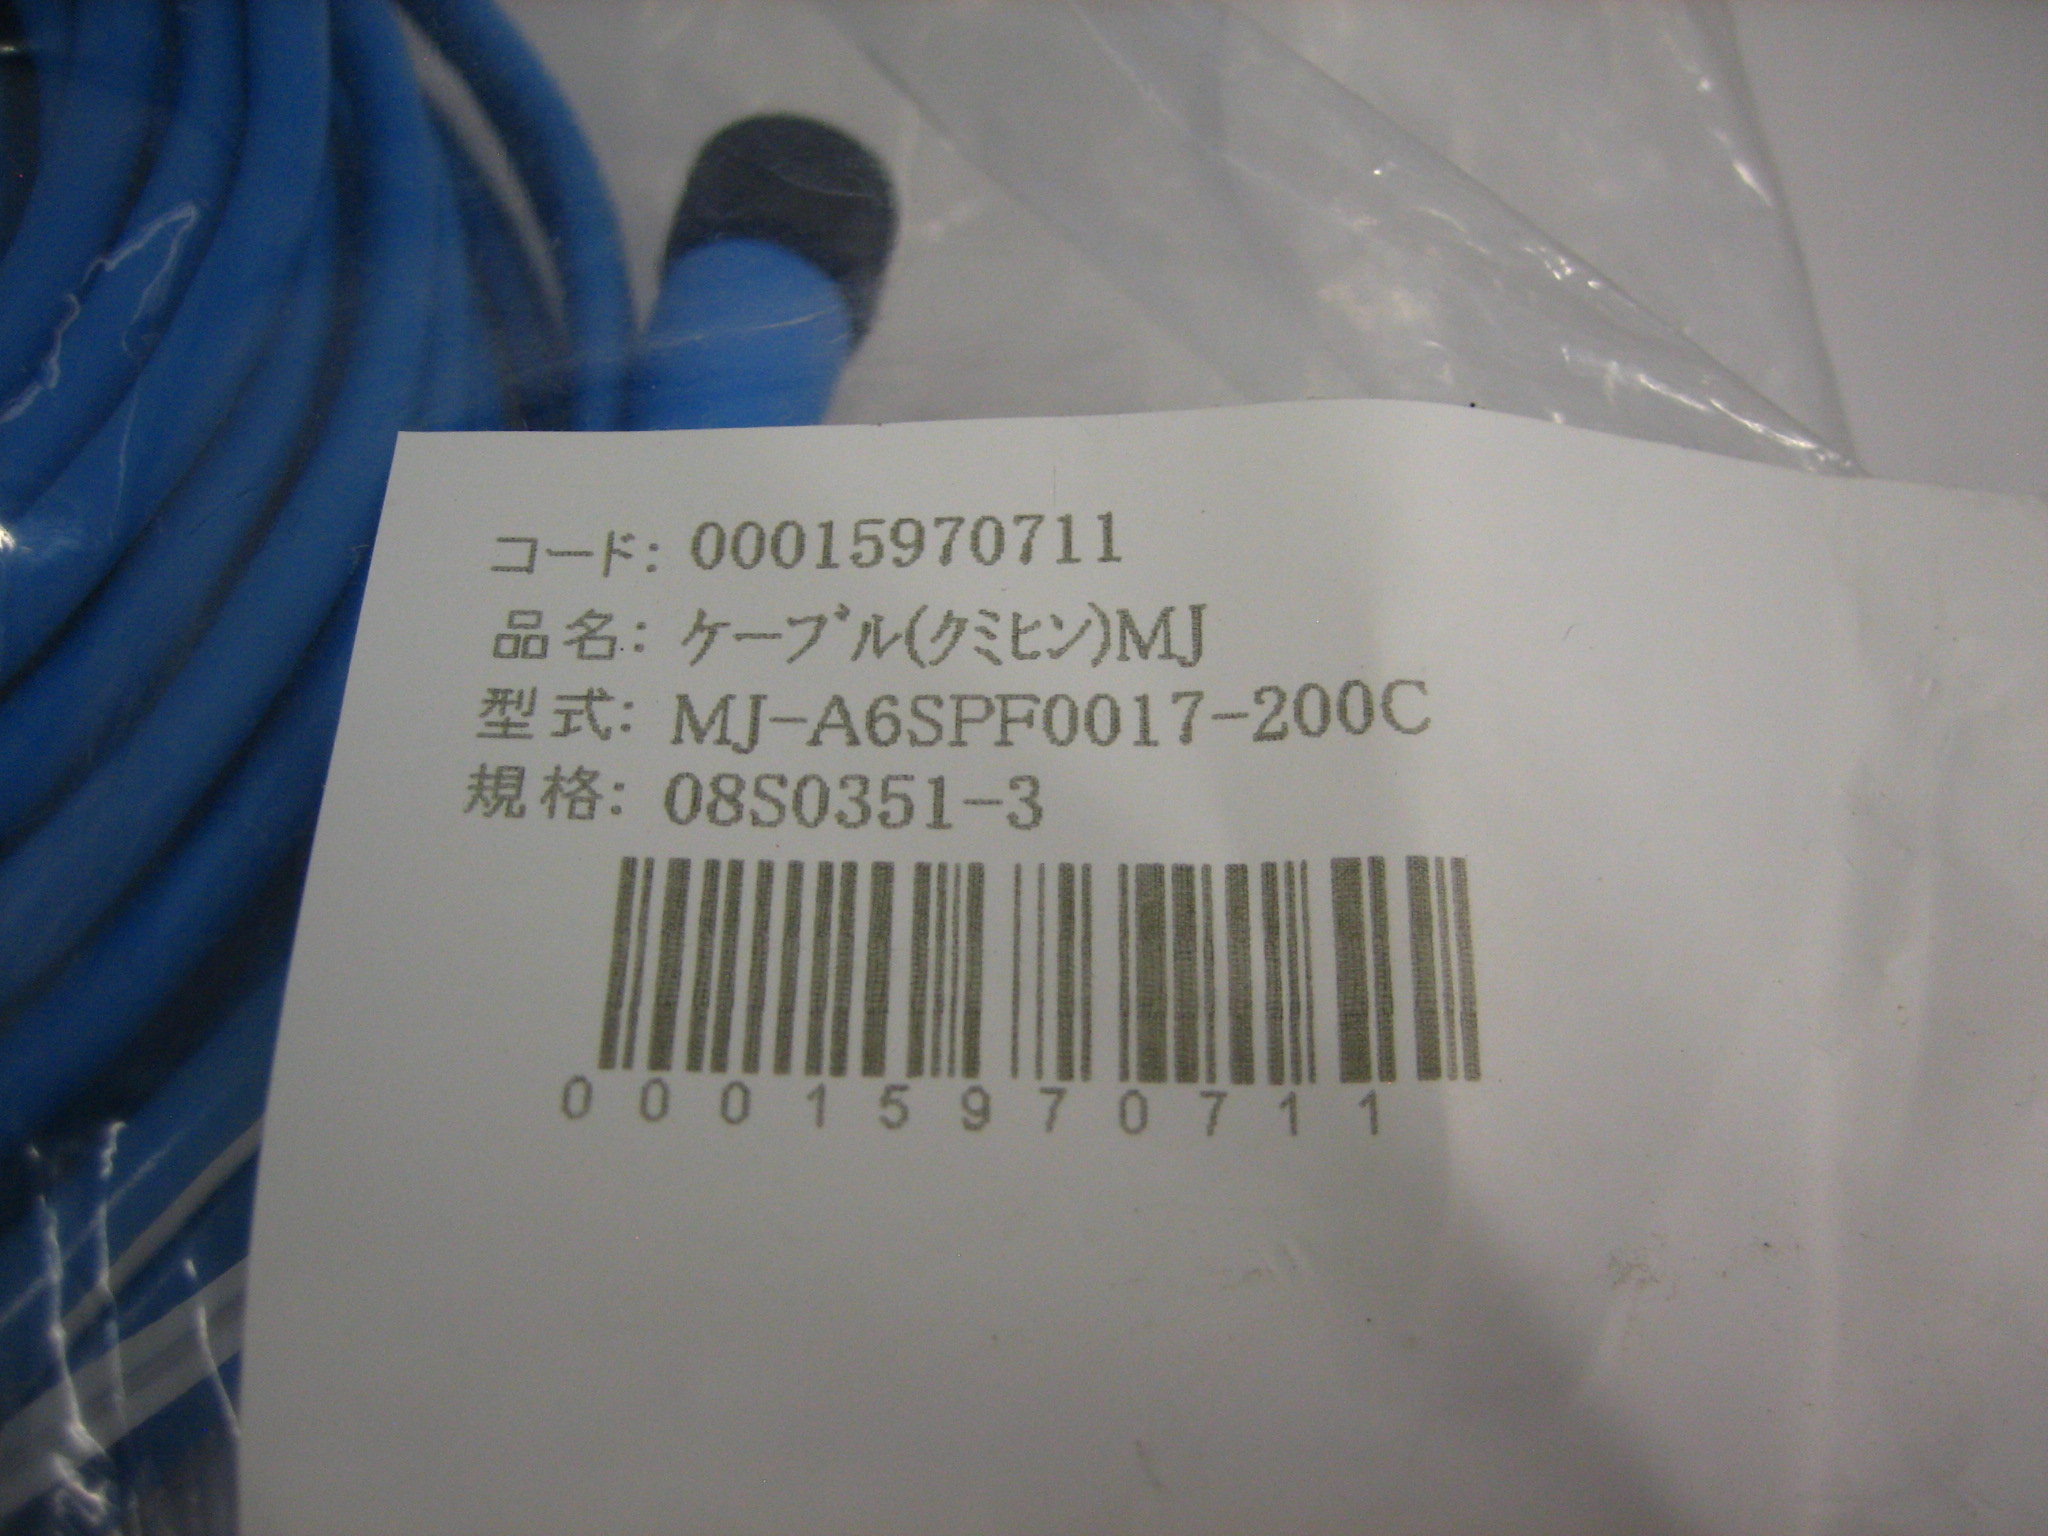 コード: 00015970711
品名: ケーブル(クミヒン)MJ
型式: MJ-A6SPF0017-200C
規格: 08S0351-3
00015970711